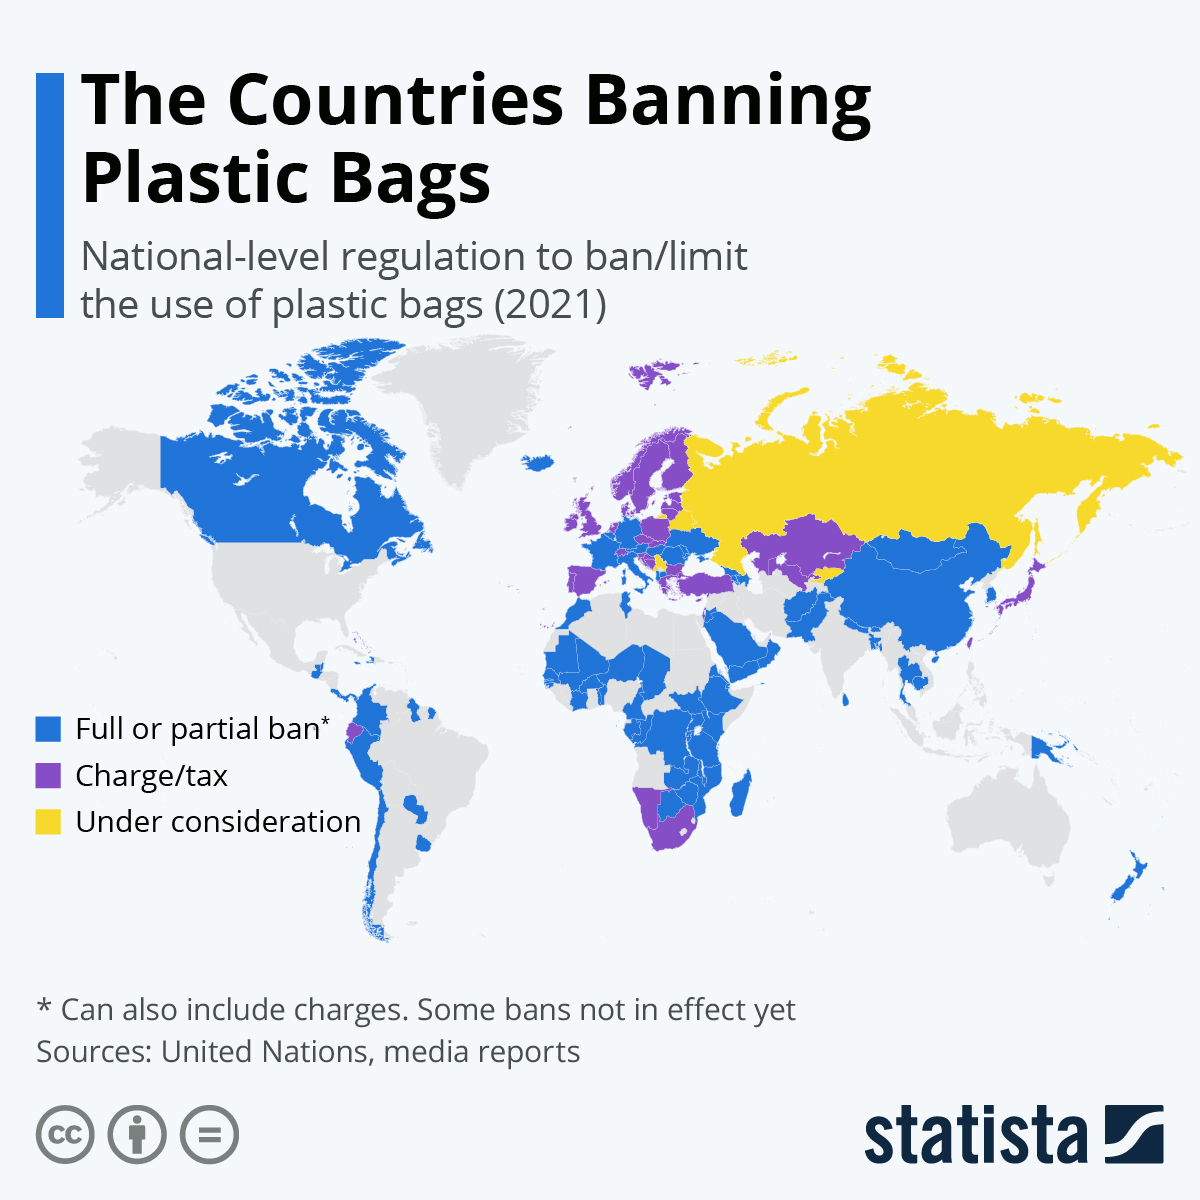 The Countries Banning
Plastic Bags
National-level regulation to ban/limit
the use of plastic bags (2021)
Full or partial ban*
Charge/tax
Under consideration
* Can also include charges. Some bans not in effect yet
Sources: United Nations, media reports
cc
statista